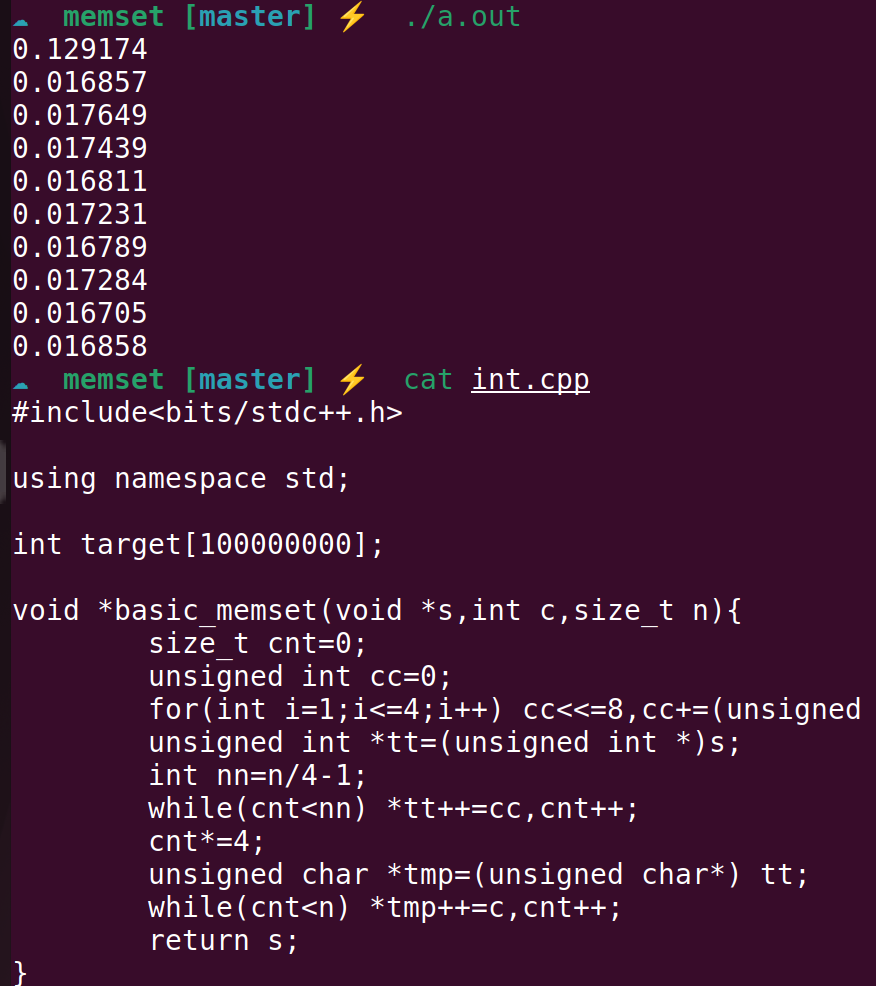 memset [master] ⚡ ./a.out
0.129174
0.016857
0.017649
0.017439
0.016811
0.017231
0.016789
0.017284
0.016705
0.016858
memset [master] ⚡ cat int.cpp
#include<bits/stdc++.h>
using namespace std;
int target[100000000];
void *basic_memset(void *s,int c,size_t n){
size_t cnt=0;
unsigned int cc=0;
for(int i=1;i<=4;i++) cc<<=8,cc+=(unsigned
unsigned int *tt=(unsigned int *)s;
int nn=n/4-1;
while(cnt<nn) *tt++=cc,cnt++;
cnt*=4;
unsigned char *tmp=(unsigned char*) tt;
while(cnt<n) *tmp++=c,cnt++;
return s;
}